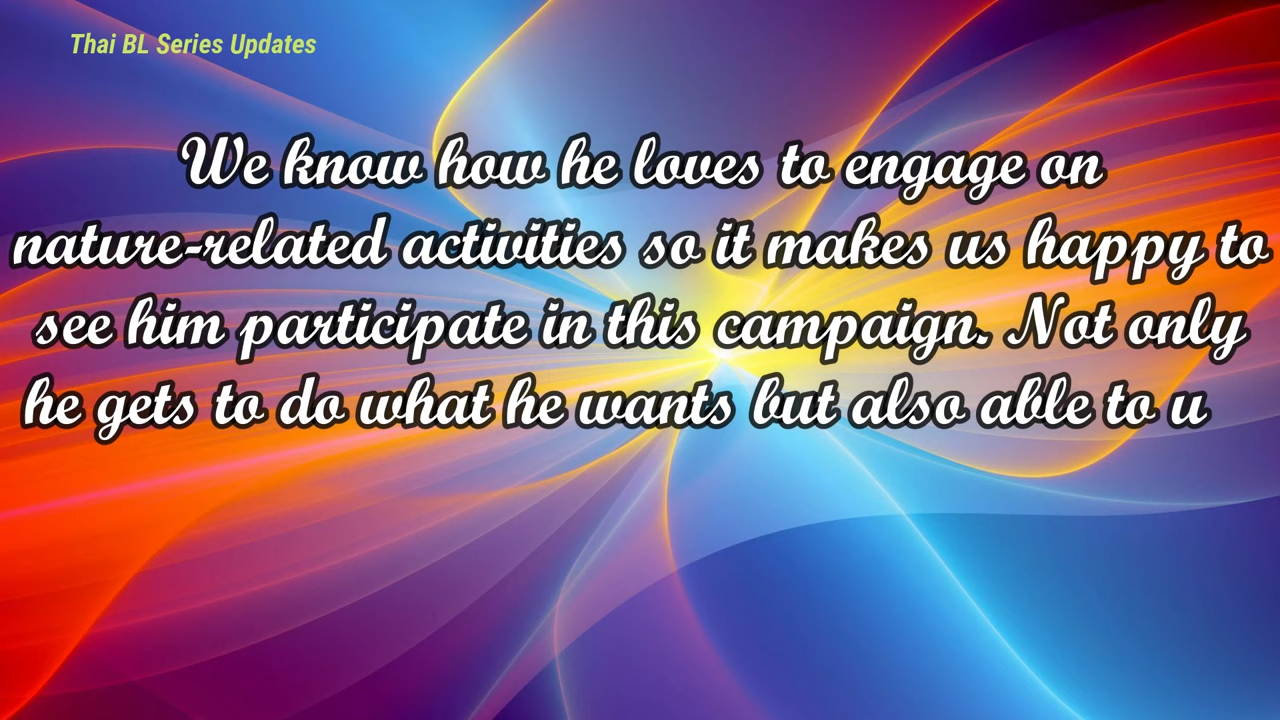 Thai BL Series Updates
We know how he loves to engage on
nature-related activities so it makes us happy to
see him participate in this campaign. Not only
he gets to do what he wants but also able to u